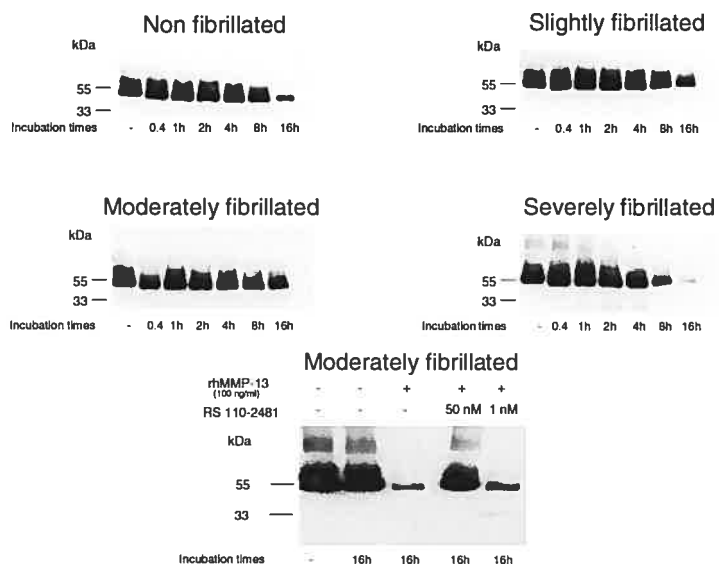 Non fibrillated
kDa
55
33
Incubation times - 0.4 1h 2h 4h 8h 16h
Slightly fibrillated
kDa
55
33
Incubation times - 0.4 1h 2h 4h 8h 16h
Moderately fibrillated
kDa
55
33
Incubation times - 0.4 1h 2h 4h 8h 16h
Severely fibrillated
kDa
55
33
Incubation times - 0.4 1h 2h 4h 8h 16h
Moderately fibrillated
rhMMP-13 - - + + +
(100 ng/ml)
RS 110-2481 - - - 50 nM 1 nM
kDa
55
33
Incubation times - 16h 16h 16h 16h